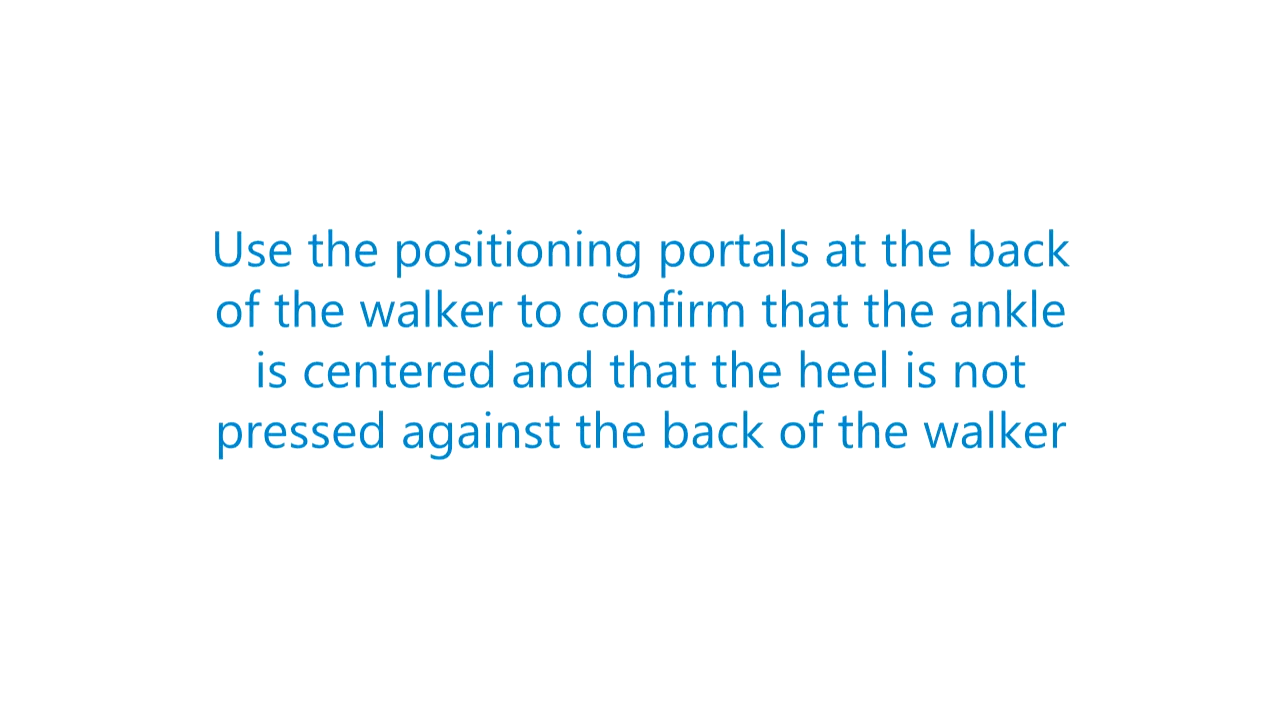 Use the positioning portals at the back
of the walker to confirm that the ankle
is centered and that the heel is not
pressed against the back of the walker